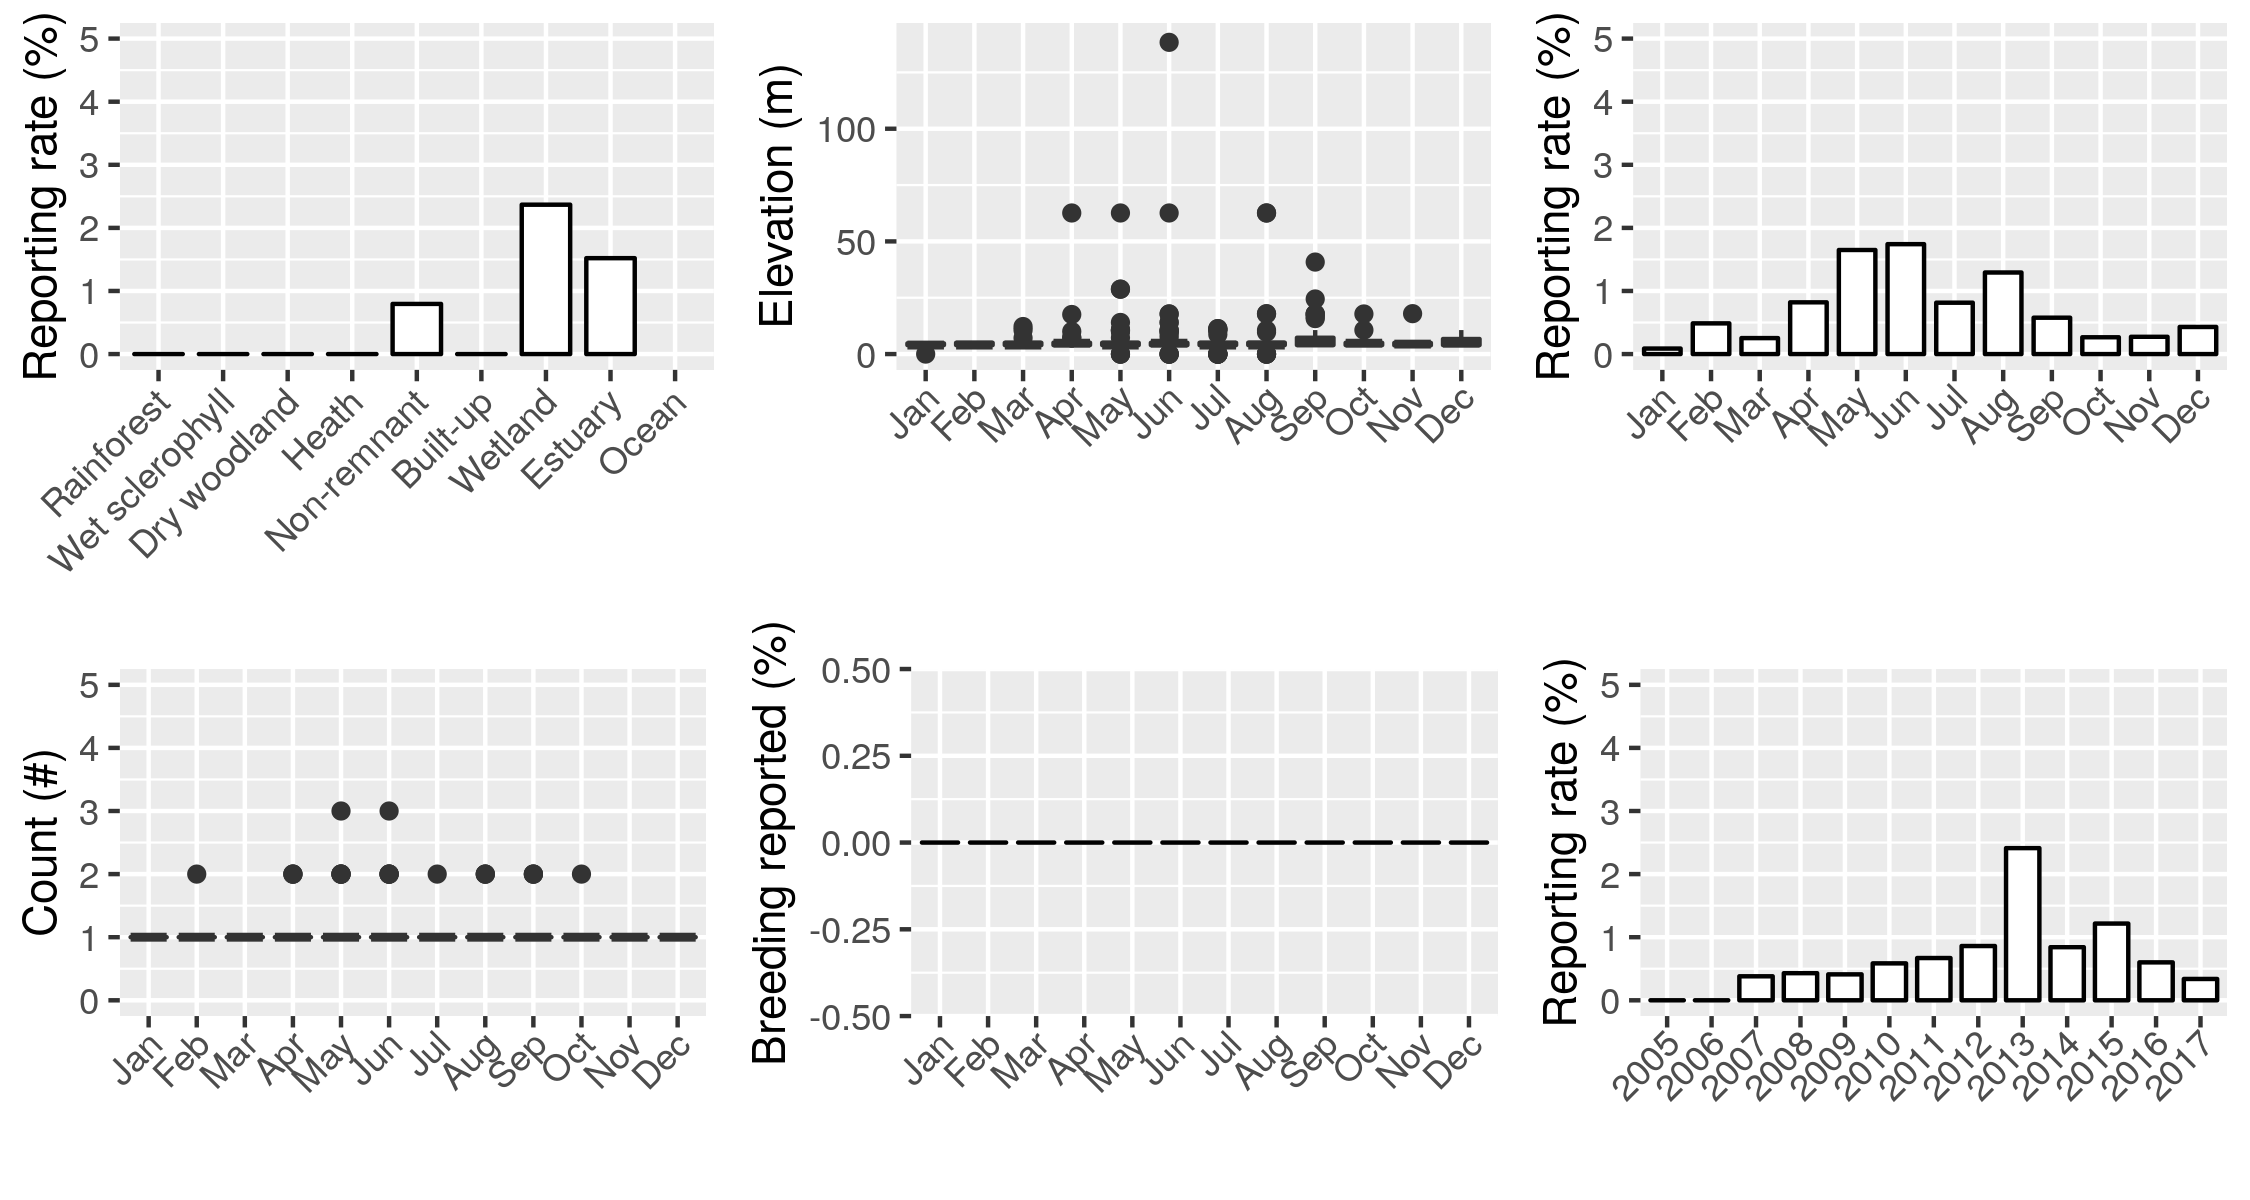 Reporting rate (%)
5
4
3
2
1
0
Rainforest
Wet sclerophyll
Dry woodland
Heath
Non-remnant
Built-up
Wetland
Estuary
Ocean
Elevation (m)
100
50
0
Jan
Feb
Mar
Apr
May
Jun
Jul
Aug
Sep
Oct
Nov
Dec
Reporting rate (%)
5
4
3
2
1
0
Jan
Feb
Mar
Apr
May
Jun
Jul
Aug
Sep
Oct
Nov
Dec
Count (#)
5
4
3
2
1
0
Jan
Feb
Mar
Apr
May
Jun
Jul
Aug
Sep
Oct
Nov
Dec
Breeding reported (%)
0.50
0.25
0.00
-0.25
-0.50
Jan
Feb
Mar
Apr
May
Jun
Jul
Aug
Sep
Oct
Nov
Dec
Reporting rate (%)
5
4
3
2
1
0
2005
2006
2007
2008
2009
2010
2011
2012
2013
2014
2015
2016
2017